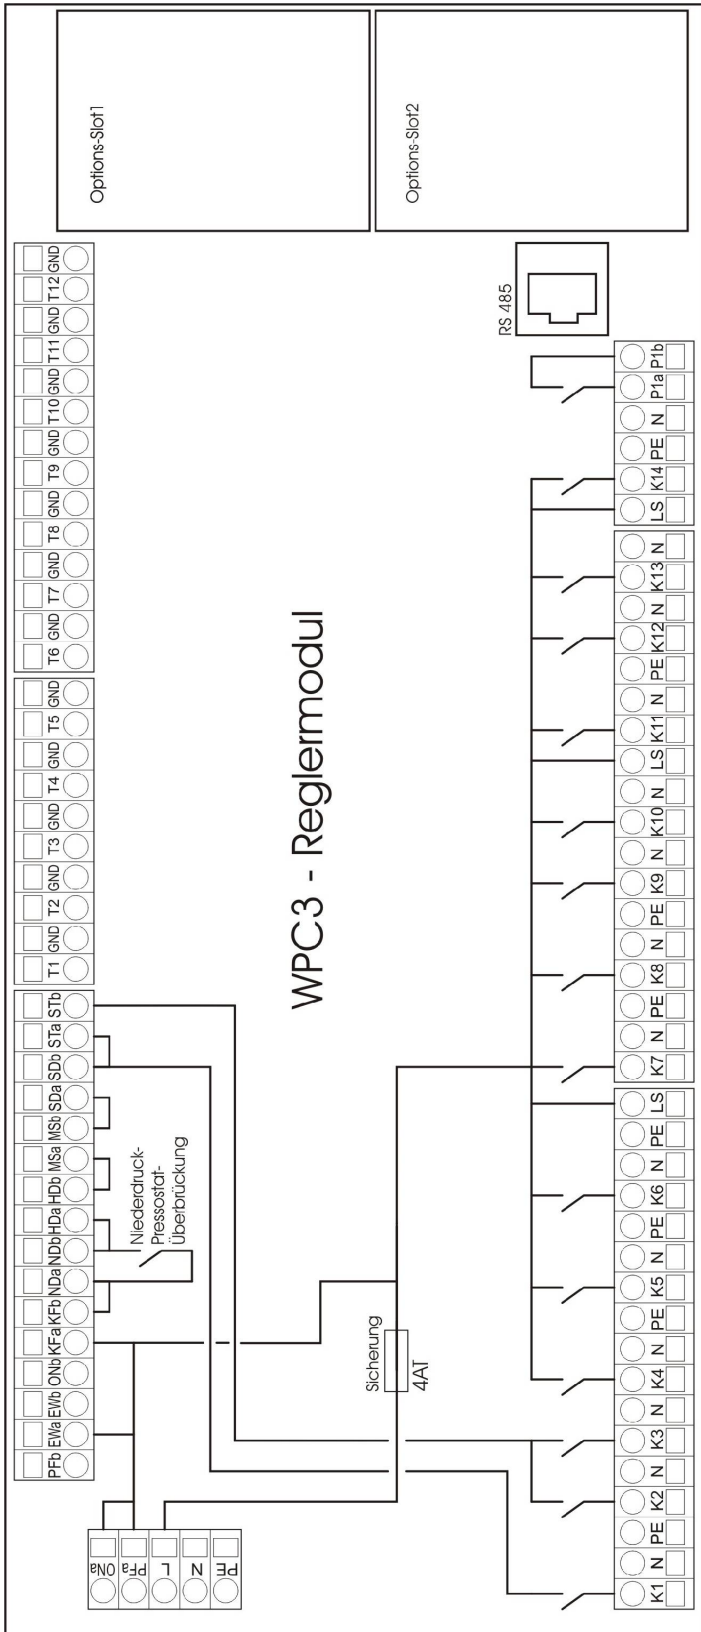 Options-Slot1
Options-Slot2
PFb EWa EWb ONb KFa KFb NDa NDb HDa HDb MSa MSb SDa SDb STa STb
T1 GND T2 GND T3 GND T4 GND T5 GND
T6 GND T7 GND T8 GND T9 GND T10 GND T11 GND T12 GND
RS 485
Niederdruck-
Pressostat-
Überbrückung
WPC3 - Reglermodul
Sicherung
4AT
ONa
PFa
L
N
PE
K1 N PE K2 N K3 N K4 N PE K5 N PE K6 N PE LS
K7 N PE K8 N PE K9 N K10 N LS K11 N PE K12 N K13 N
LS K14 PE N P1a P1b